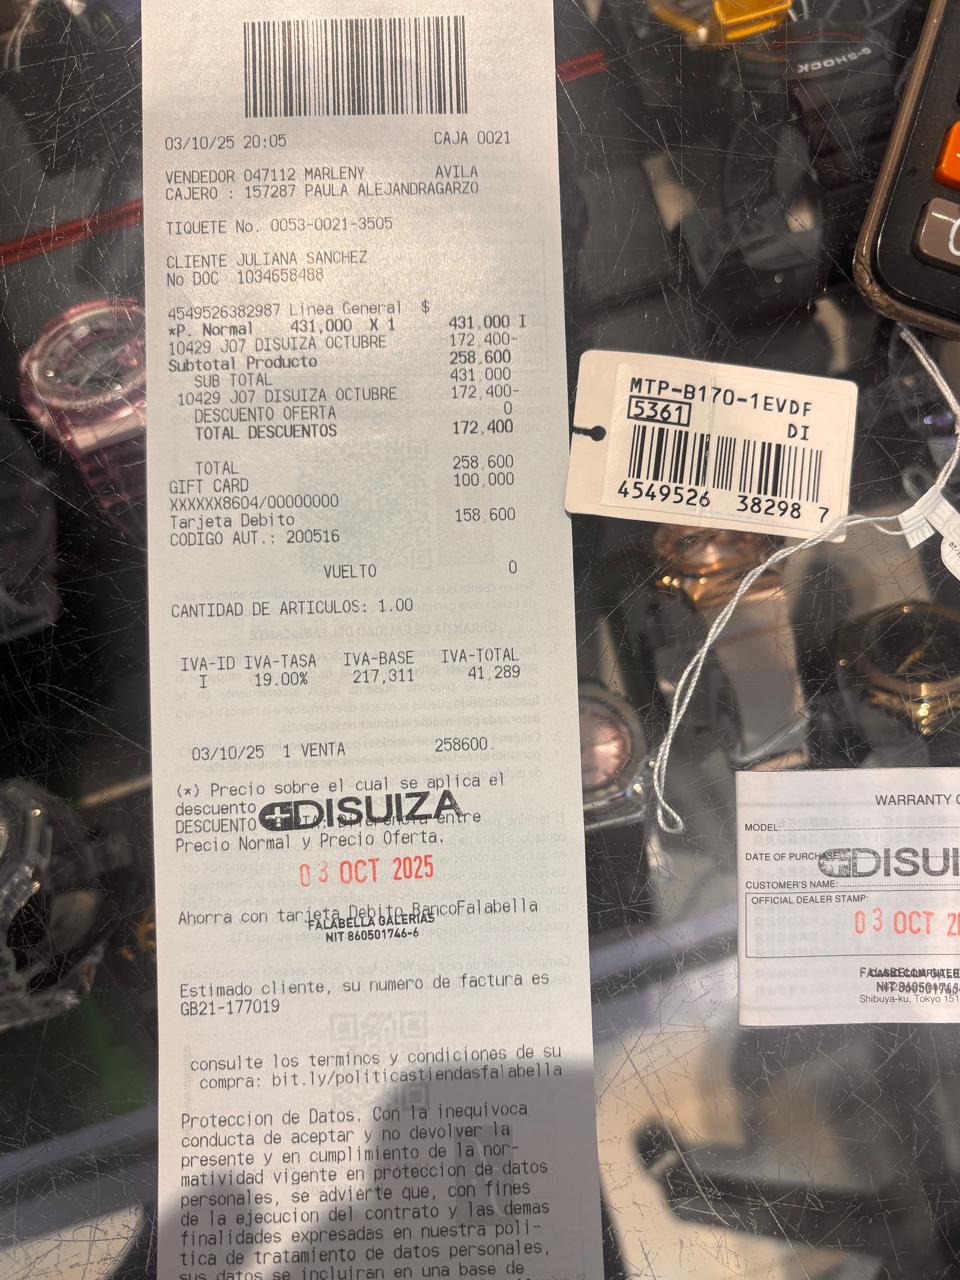 03/10/25 20:05 CAJA 0021
VENDEDOR 047112 MARLENY AVILA
CAJERO : 157287 PAULA ALEJANDRAGARZO
TIQUETE No. 0053-0021-3505
CLIENTE JULIANA SANCHEZ
No DOC 1034658488
4549526382987 Linea General $
*P. Normal 431,000 X 1 431,000 I
10429 J07 DISUIZA OCTUBRE 172,400-
Subtotal Producto 258,600
SUB TOTAL 431,000
10429 J07 DISUIZA OCTUBRE 172,400-
DESCUENTO OFERTA 0
TOTAL DESCUENTOS 172,400
TOTAL 258,600
GIFT CARD 100,000
XXXXXX8604/00000000
Tarjeta Debito 158,600
CODIGO AUT.: 200516
VUELTO 0
CANTIDAD DE ARTICULOS: 1.00
IVA-ID IVA-TASA IVA-BASE IVA-TOTAL
I 19.00% 217,311 41,289
03/10/25 1 VENTA 258600.
(*) Precio sobre el cual se aplica el
descuento
DISUIZA
DESCUENTO entre
Precio Normal y Precio Oferta.
03 OCT 2025
Ahorra con tarjeta Debito BancoFalabella
FALABELLA GALERIAS
NIT 860501746-6
Estimado cliente, su numero de factura es
GB21-177019
consulte los terminos y condiciones de su
compra: bit.ly/politicastiendasfalabella
Proteccion de Datos. Con la inequivoca
conducta de aceptar y no devolver la
presente y en cumplimiento de la nor-
matividad vigente en proteccion de datos
personales, se advierte que, con fines
de la ejecucion del contrato y las demas
finalidades expresadas en nuestra poli-
tica de tratamiento de datos personales,
sus datos se incluiran en una base de
G-SHOCK
MTP-B170-1EVDF
5361 DI
4549526 38298 7
WARRANTY
MODEL:
DATE OF PURCHASE
DISUI
CUSTOMER'S NAME:
OFFICIAL DEALER STAMP:
03 OCT 2
Shibuya-ku, Tokyo 151